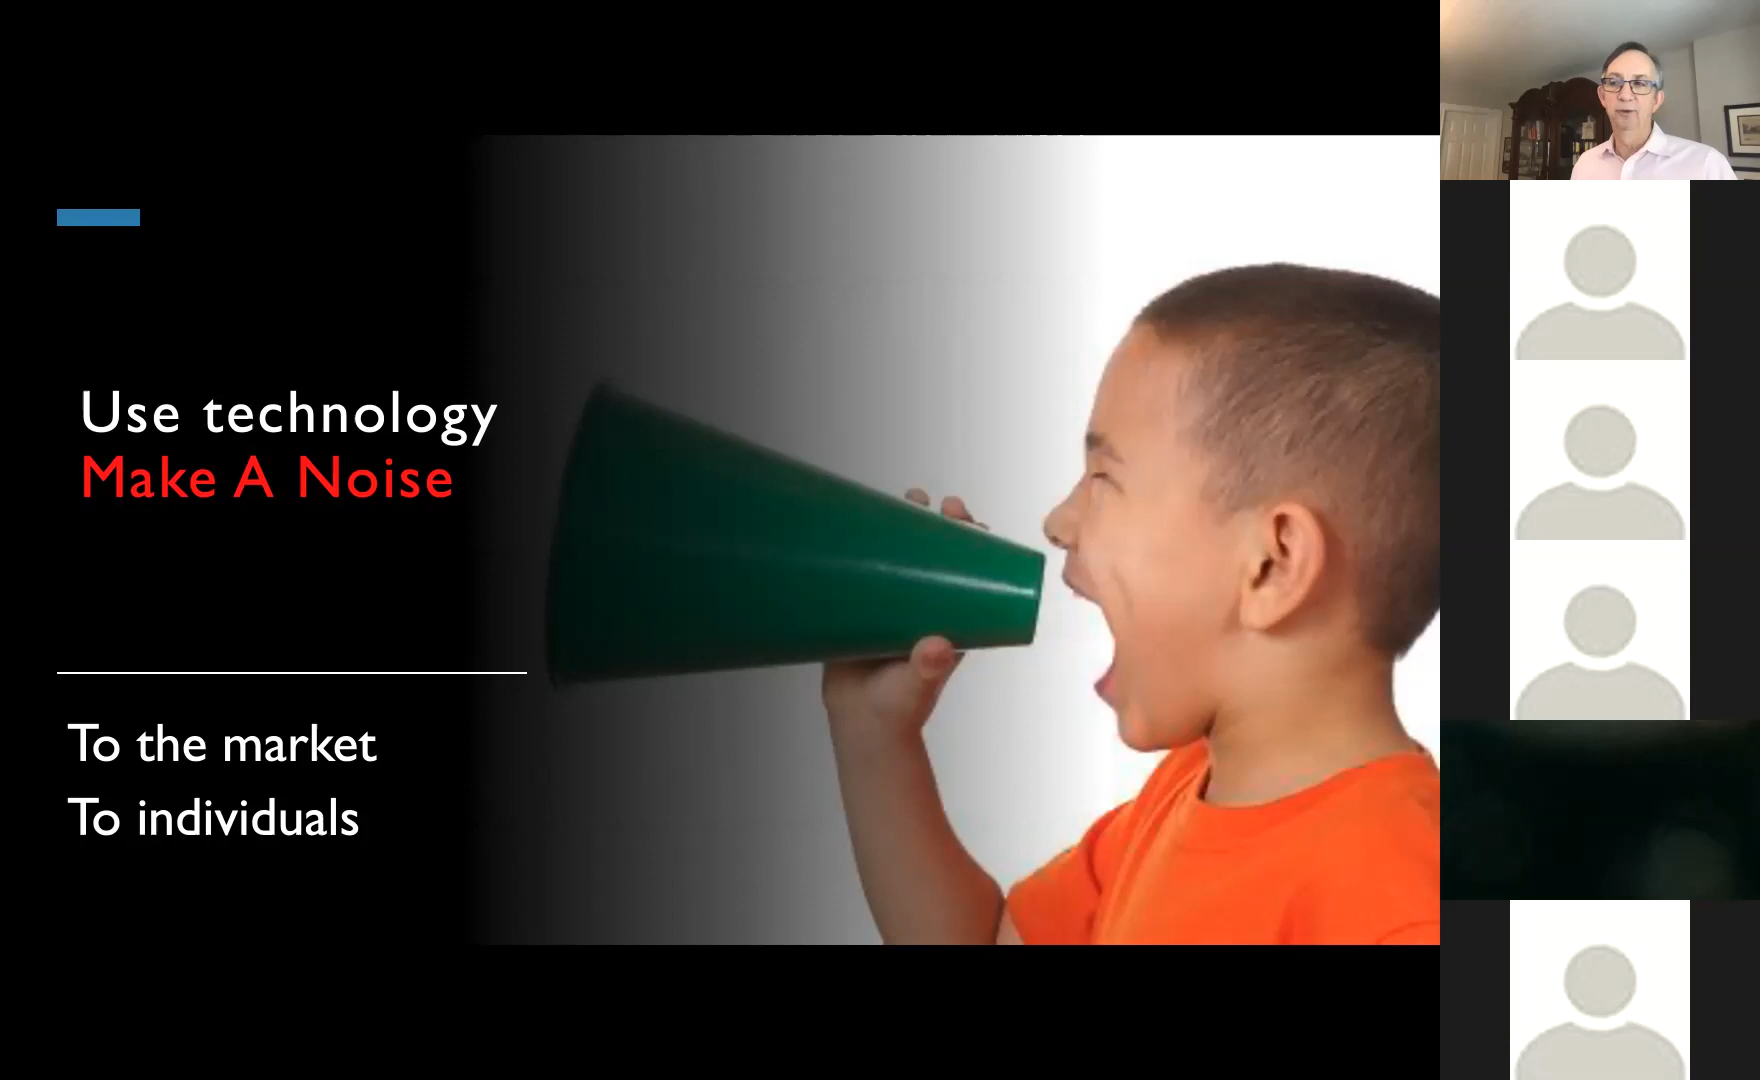 Use technology
Make A Noise
To the market
To individuals